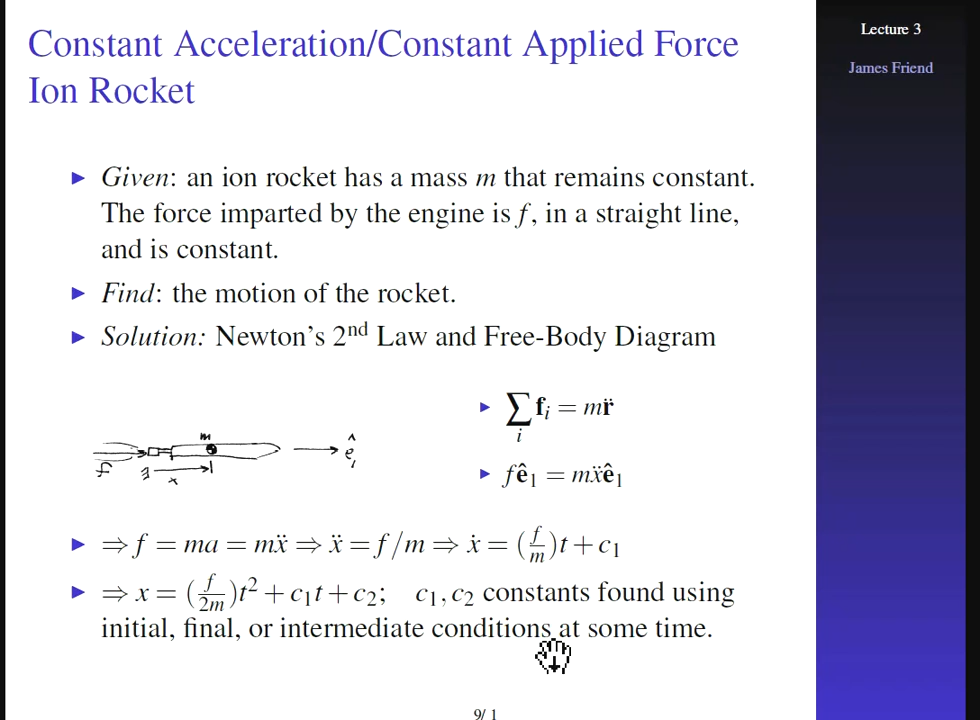 Constant Acceleration/Constant Applied Force
Ion Rocket
Lecture 3
James Friend
▶ Given: an ion rocket has a mass m that remains constant.
The force imparted by the engine is f, in a straight line,
and is constant.
▶ Find: the motion of the rocket.
▶ Solution: Newton's 2nd Law and Free-Body Diagram
▶ ∑ᵢ 𝐟ᵢ = m𝐫̈
m
ê₁
f
x
▶ fê₁ = mẍê₁
▶ ⇒ f = ma = mẍ ⇒ ẍ = f/m ⇒ ẋ = (f/m)t + c₁
▶ ⇒ x = (f/2m)t² + c₁t + c₂; c₁, c₂ constants found using
initial, final, or intermediate conditions at some time.
9/ 1